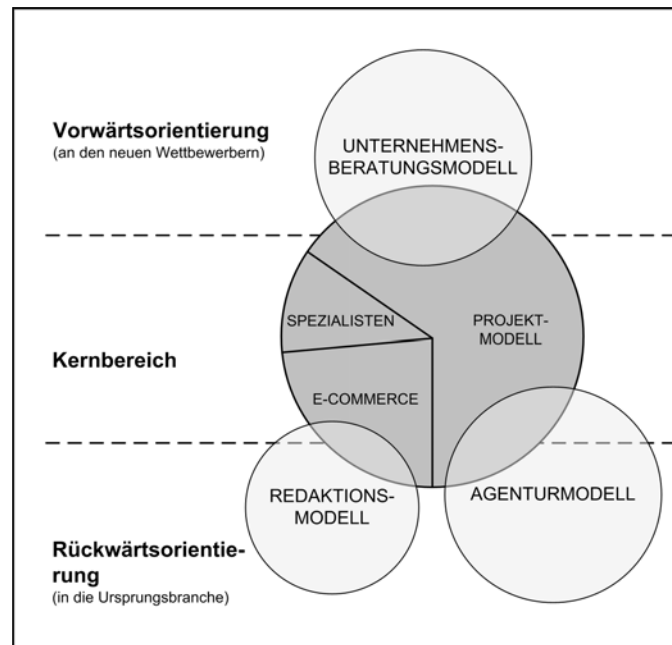 Vorwärtsorientierung
(an den neuen Wettbewerbern)
UNTERNEHMENS-
BERATUNGSMODELL
SPEZIALISTEN
PROJEKT-
MODELL
Kernbereich
E-COMMERCE
REDAKTIONS-
MODELL
AGENTURMODELL
Rückwärtsorientie-
rung
(in die Ursprungsbranche)